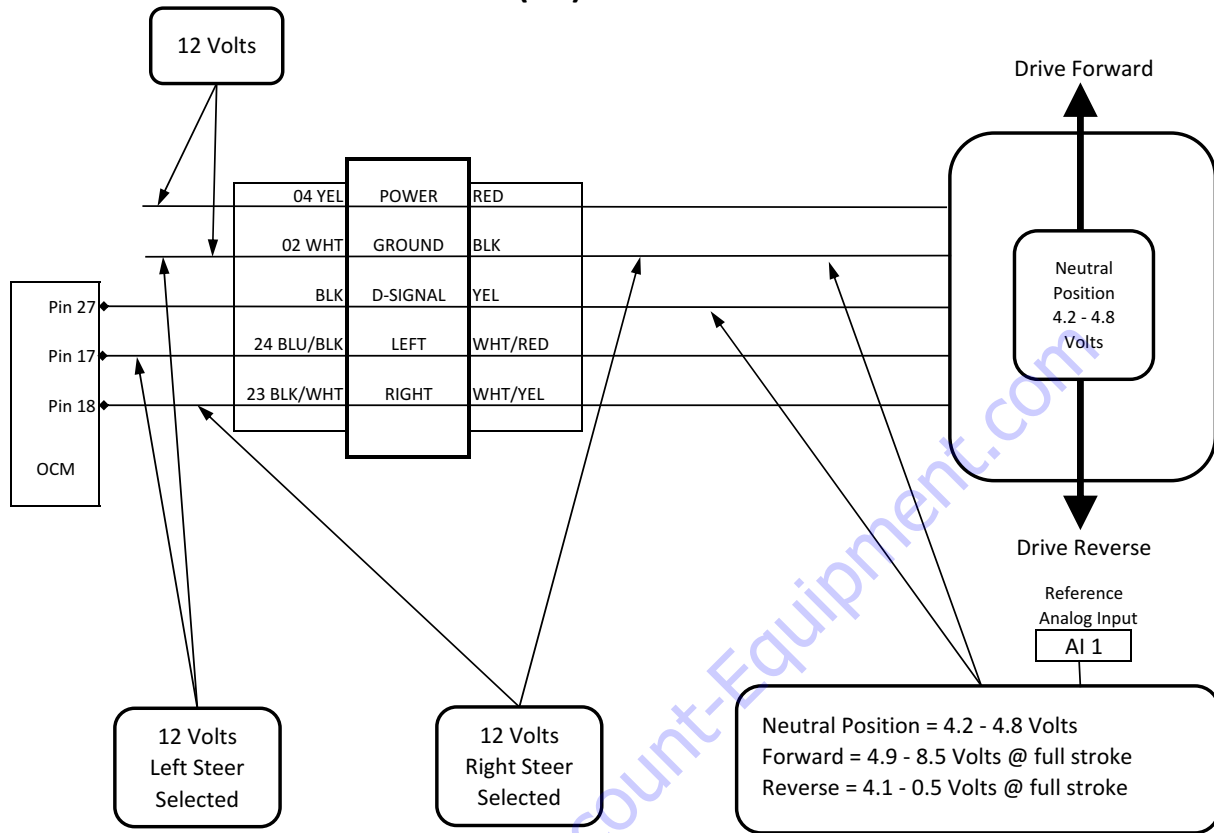 12 Volts
Drive Forward
04 YEL POWER RED
02 WHT GROUND BLK
BLK D-SIGNAL YEL
24 BLU/BLK LEFT WHT/RED
23 BLK/WHT RIGHT WHT/YEL
Pin 27
Pin 17
Pin 18
OCM
Neutral
Position
4.2 - 4.8
Volts
Drive Reverse
Reference
Analog Input
AI 1
12 Volts
Left Steer
Selected
12 Volts
Right Steer
Selected
Neutral Position = 4.2 - 4.8 Volts
Forward = 4.9 - 8.5 Volts @ full stroke
Reverse = 4.1 - 0.5 Volts @ full stroke
count-Equipment.com